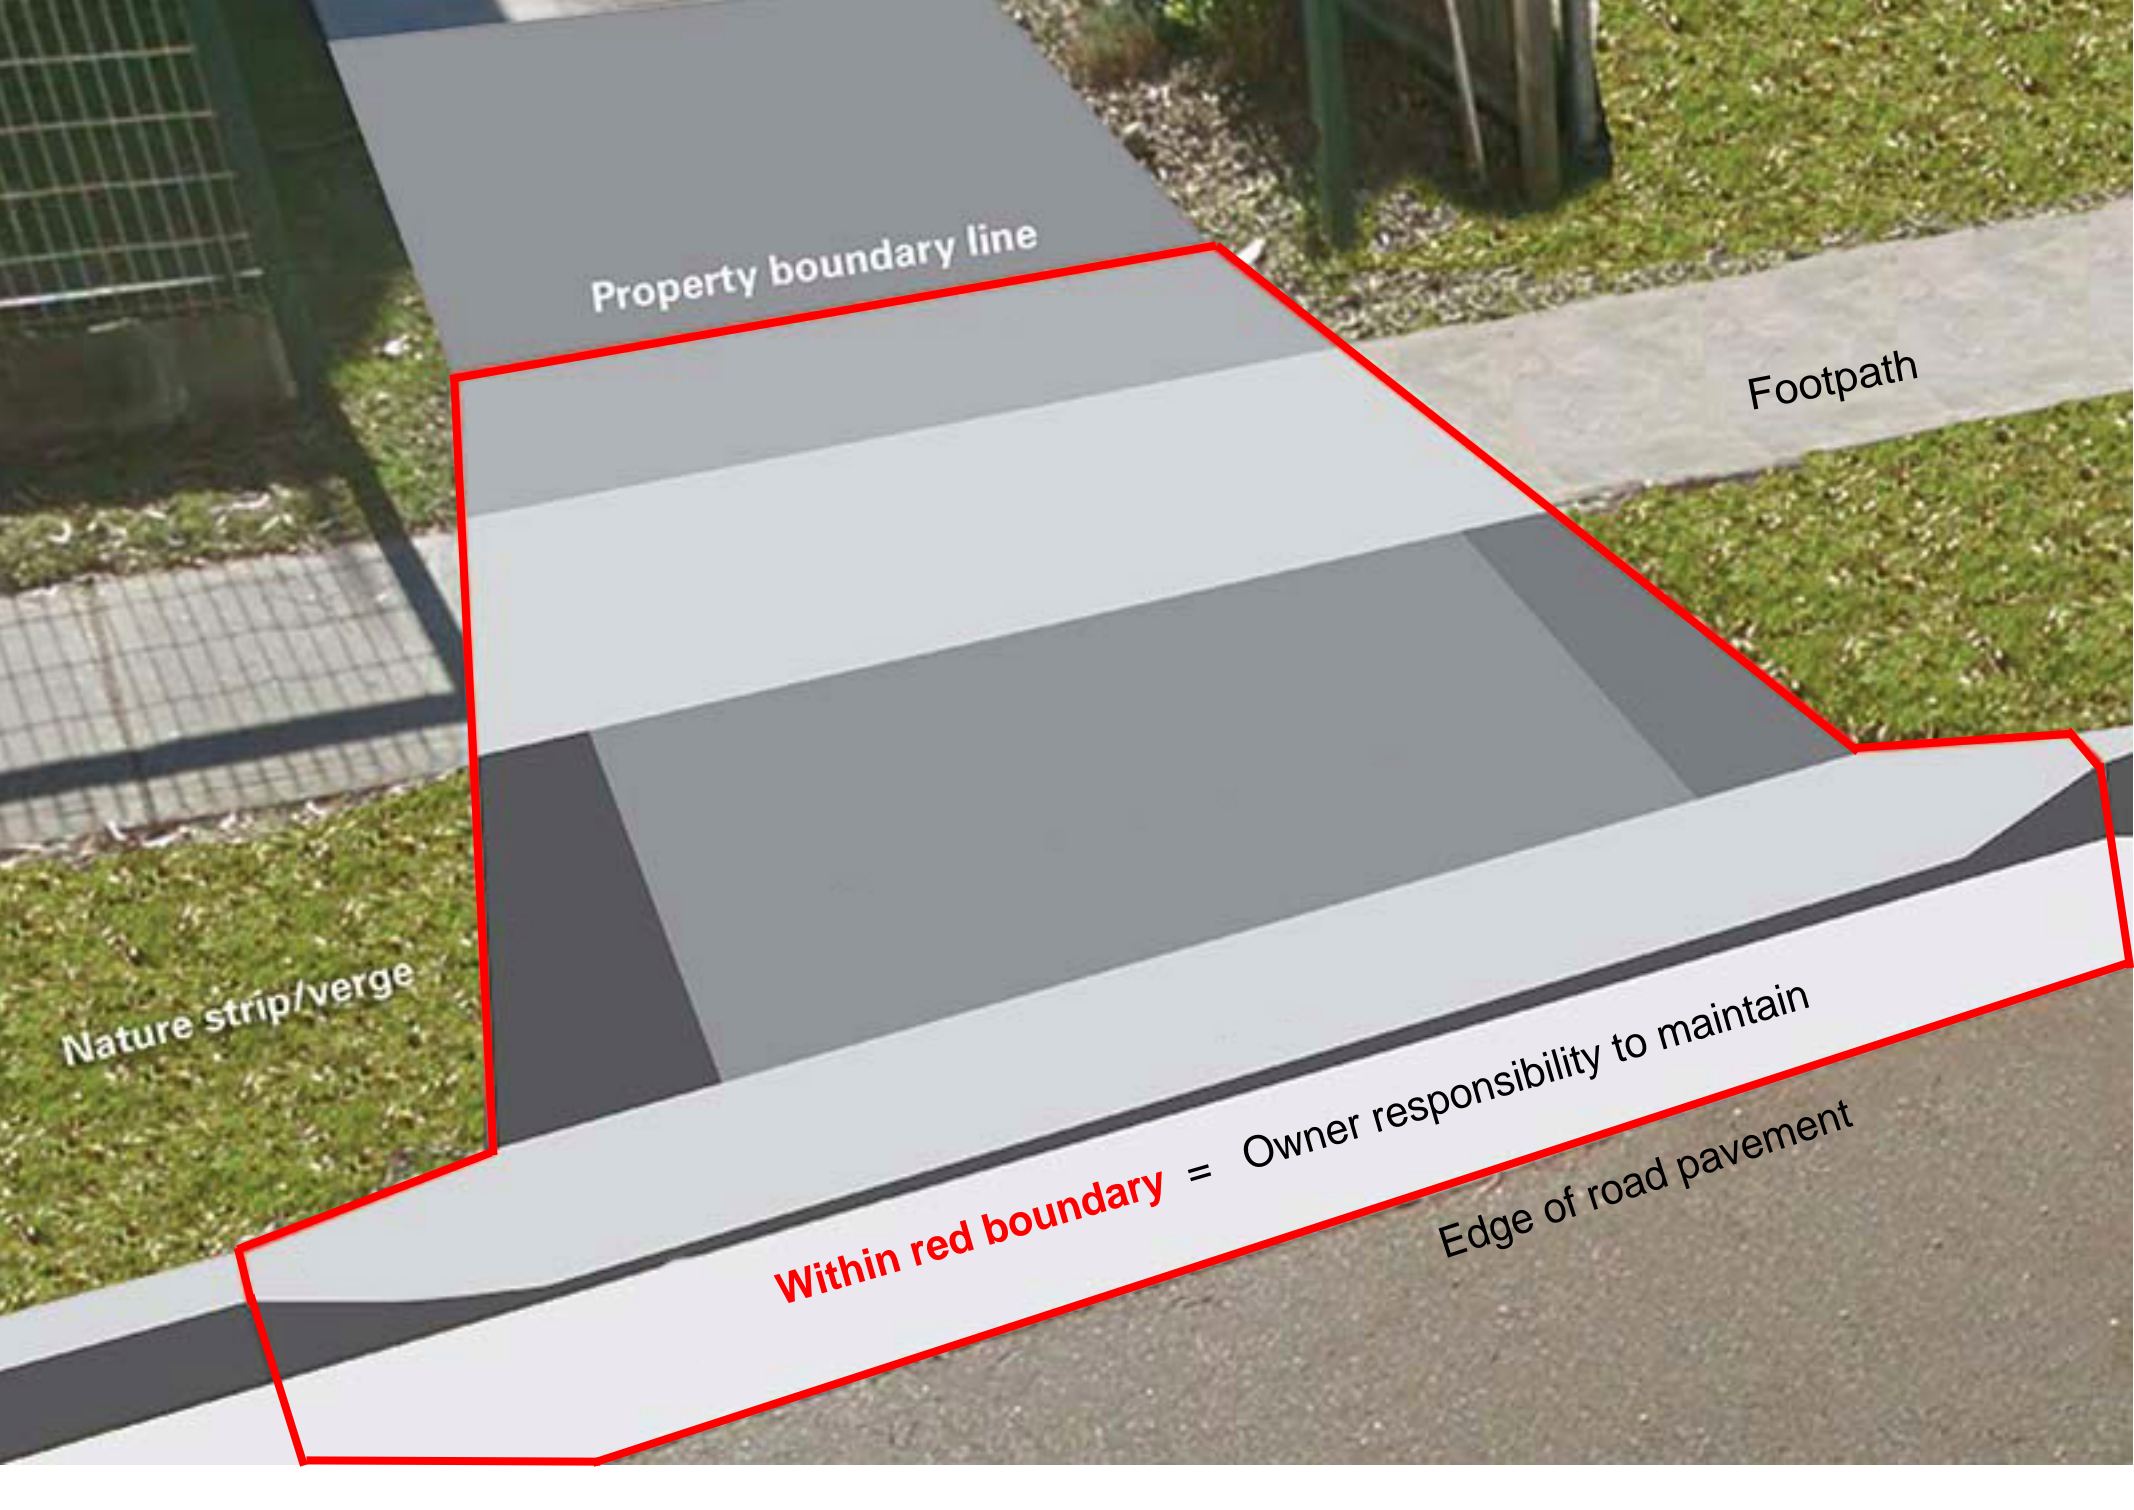 Property boundary line
Footpath
Nature strip/verge
Within red boundary = Owner responsibility to maintain
Edge of road pavement